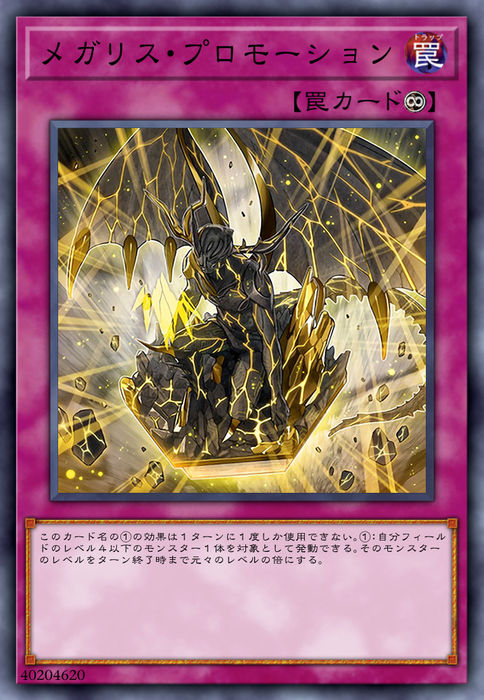 メガリス・プロモーション
トラップ
罠
【罠カード】
このカード名の①の効果は１ターンに１度しか使用できない。①：自分フィール
ドのレベル４以下のモンスター１体を対象として発動できる。そのモンスター
のレベルをターン終了時まで元々のレベルの倍にする。
40204620